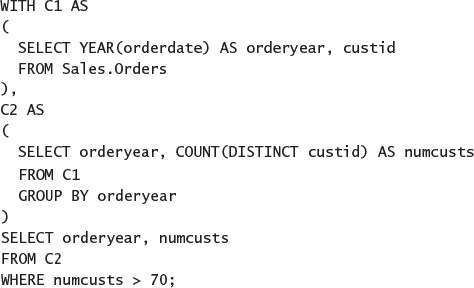 WITH C1 AS
(
  SELECT YEAR(orderdate) AS orderyear, custid
  FROM Sales.Orders
),
C2 AS
(
  SELECT orderyear, COUNT(DISTINCT custid) AS numcusts
  FROM C1
  GROUP BY orderyear
)
SELECT orderyear, numcusts
FROM C2
WHERE numcusts > 70;